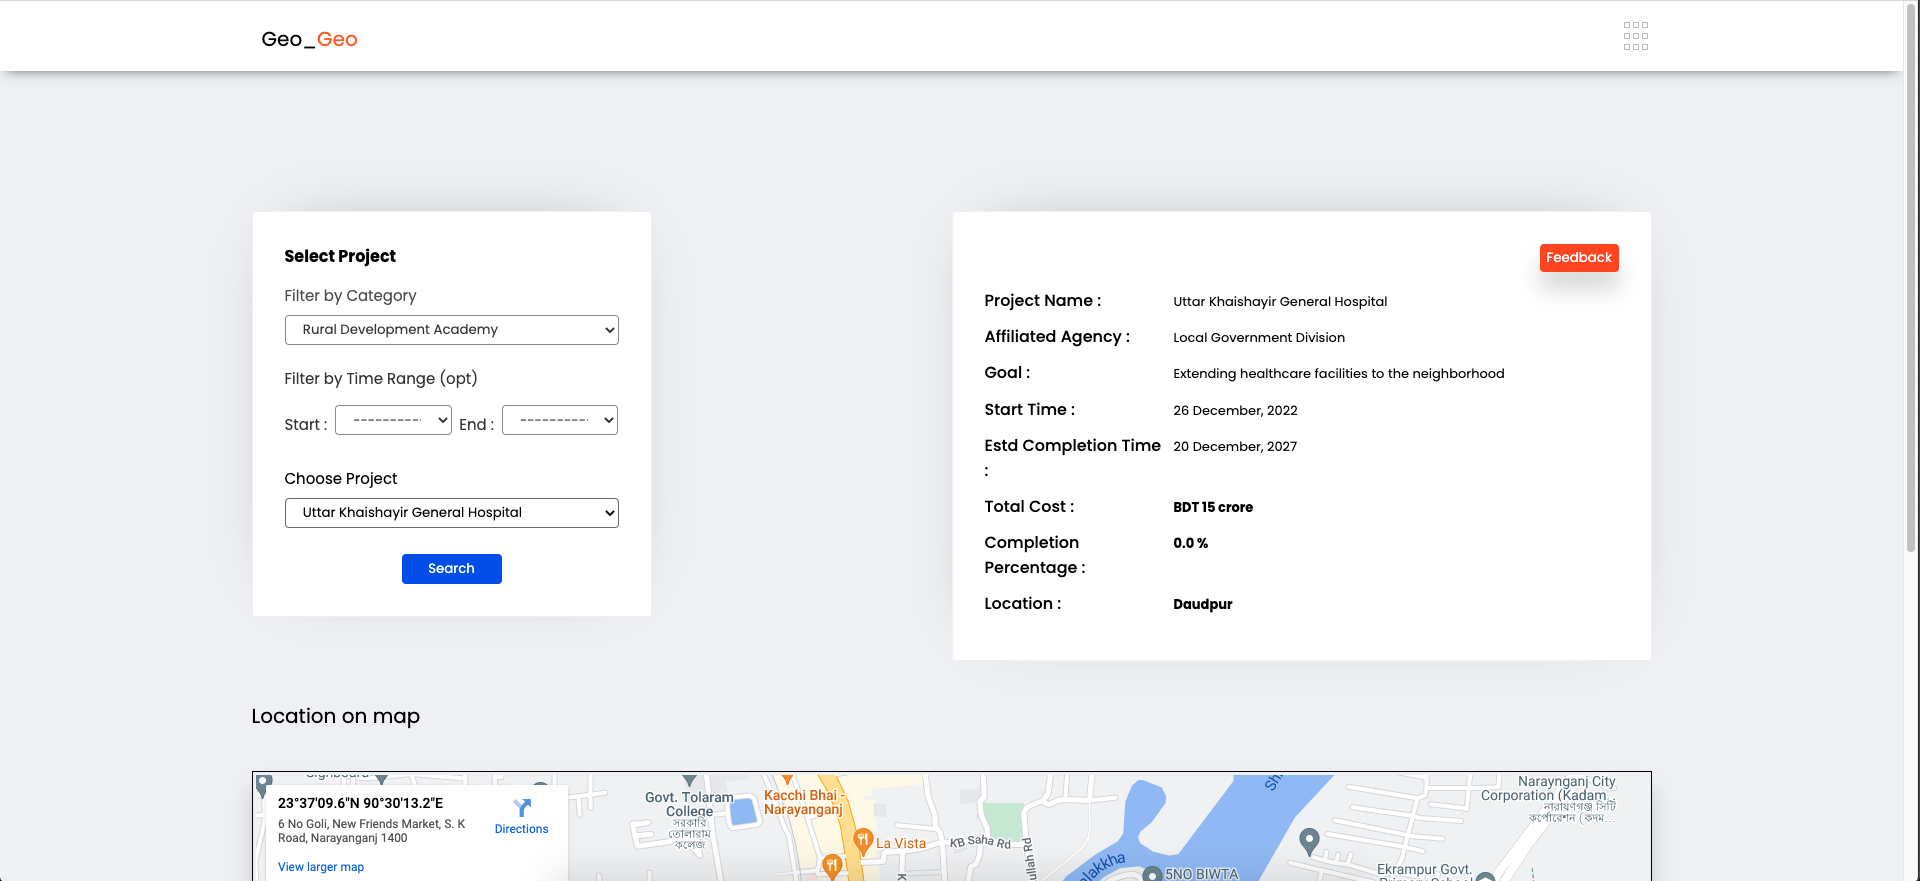 Geo_Geo
Select Project
Filter by Category
Rural Development Academy
Filter by Time Range (opt)
Start : ---------- End : ----------
Choose Project
Uttar Khaishayir General Hospital
Search
Feedback
Project Name : Uttar Khaishayir General Hospital
Affiliated Agency : Local Government Division
Goal : Extending healthcare facilities to the neighborhood
Start Time : 26 December, 2022
Estd Completion Time 20 December, 2027
:
Total Cost : BDT 15 crore
Completion 0.0 %
Percentage :
Location : Daudpur
Location on map
23°37'09.6"N 90°30'13.2"E
6 No Goli, New Friends Market, S. K
Road, Narayanganj 1400
Directions
View larger map
Govt. Tolaram
College
সরকারি
তোলারাম
কলেজ
Kacchi Bhai -
Narayanganj
La Vista
KB Saha Rd
ullah Rd
alakkha
Sh
5NO BIWTA
Naraynganj City
Corporation (Kadam...
নারায়ণগঞ্জ সিটি
কর্পোরেশন (কদম...
Ekrampur Govt.